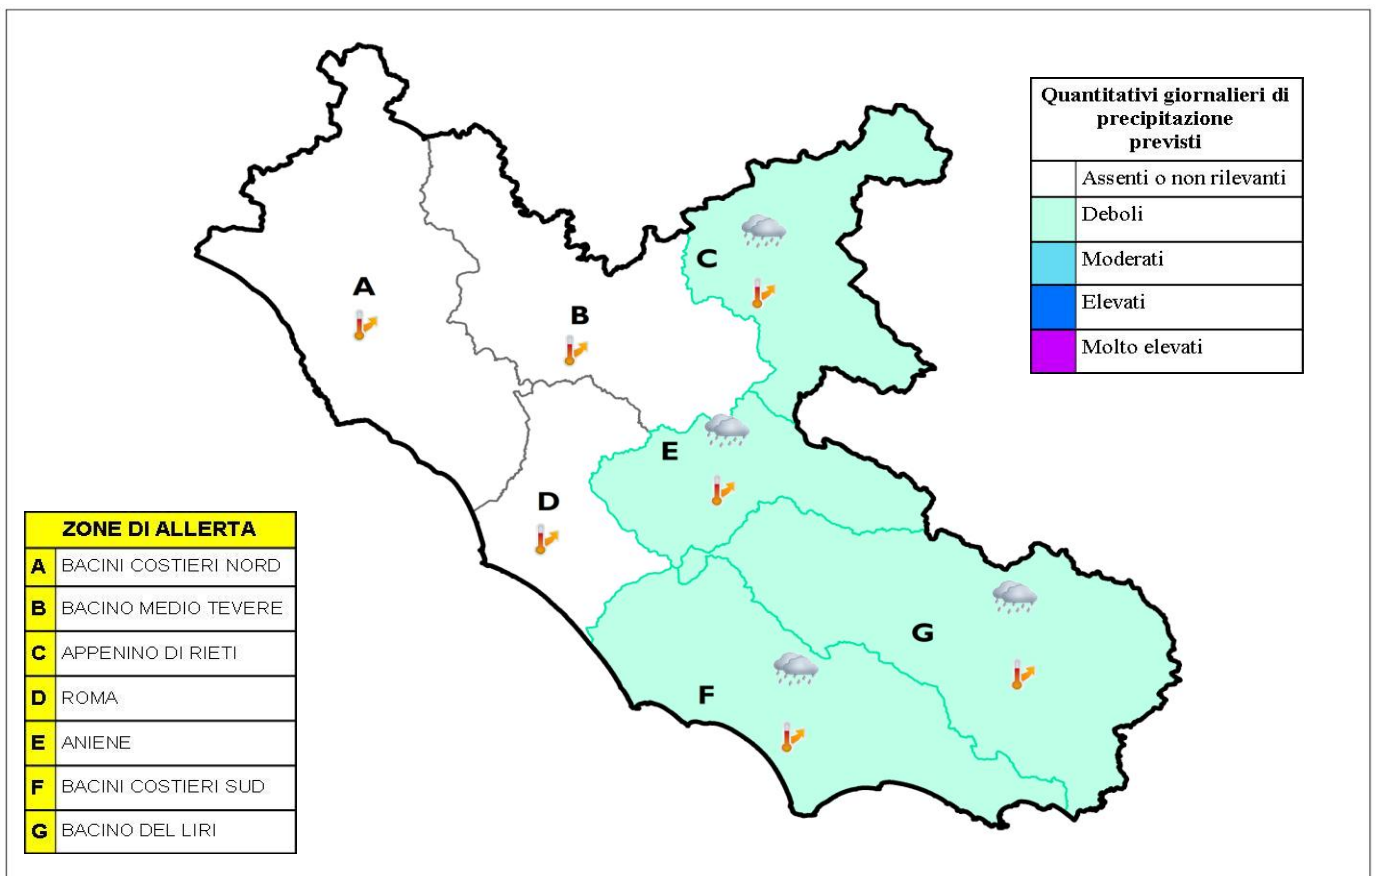 Quantitativi giornalieri di
precipitazione
previsti
Assenti o non rilevanti
Deboli
Moderati
Elevati
Molto elevati
A
B
C
D
E
F
G
ZONE DI ALLERTA
A BACINI COSTIERI NORD
B BACINO MEDIO TEVERE
C APPENINO DI RIETI
D ROMA
E ANIENE
F BACINI COSTIERI SUD
G BACINO DEL LIRI